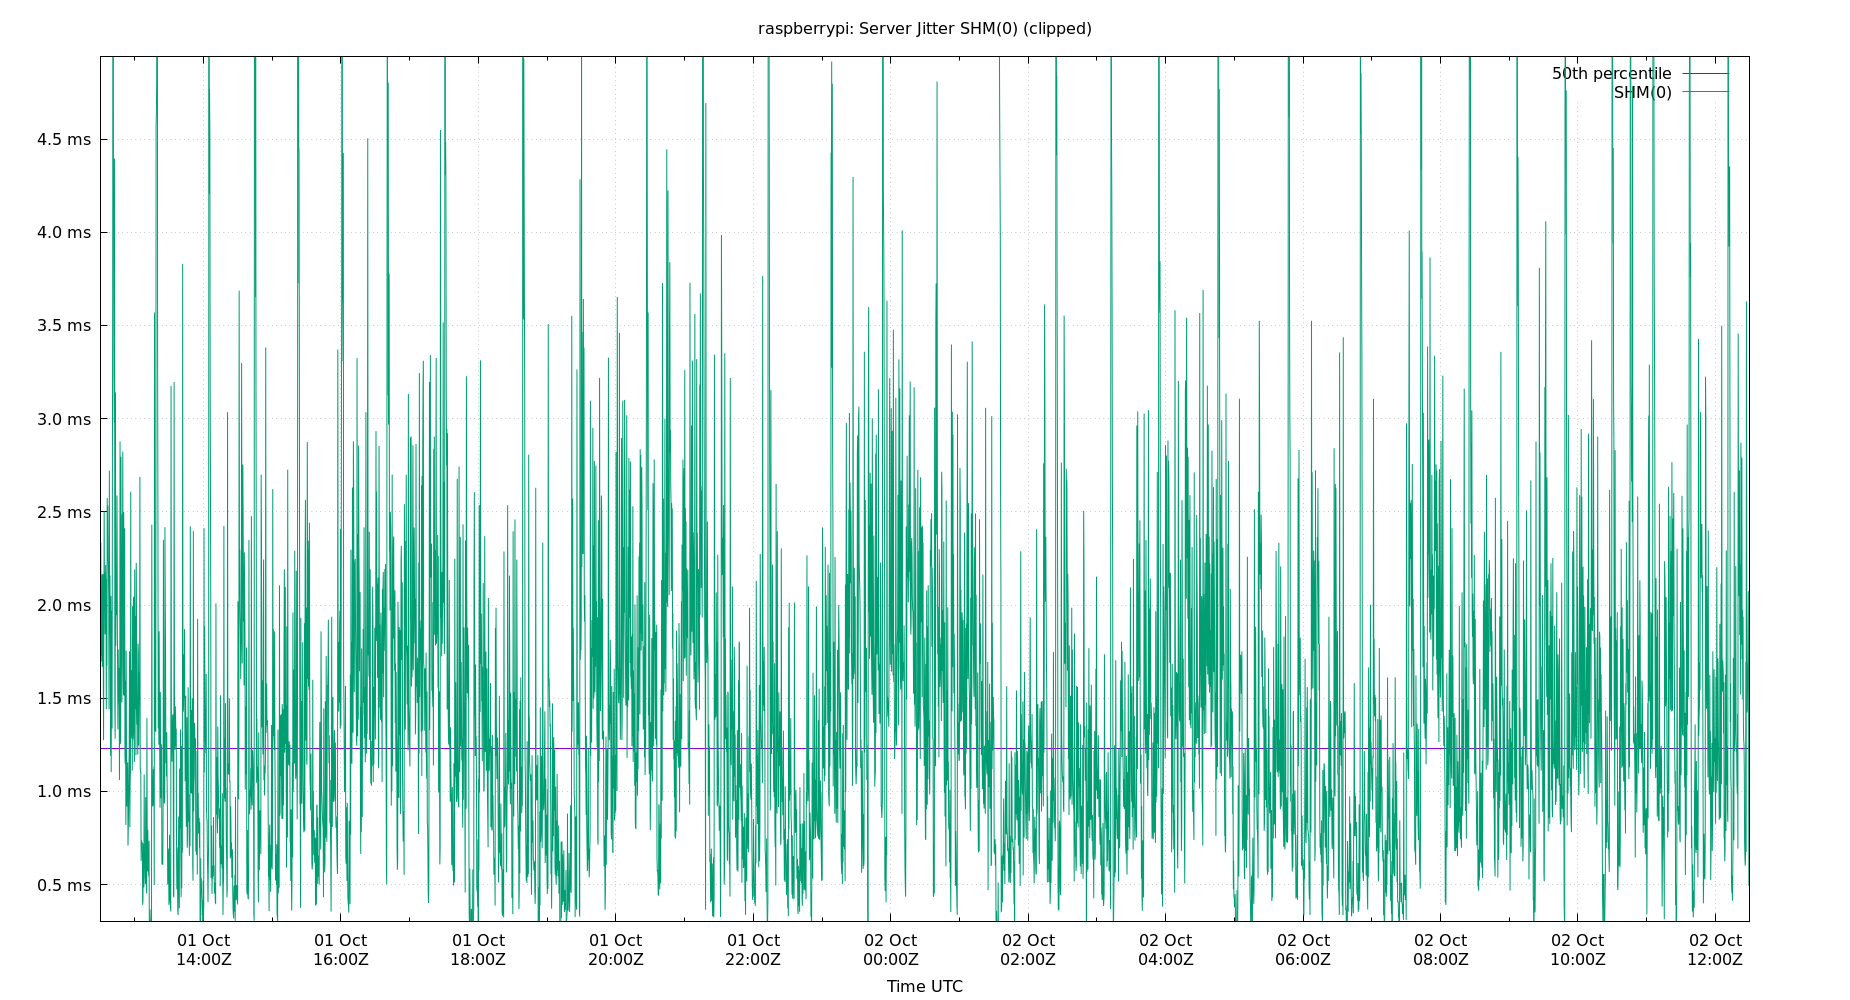 raspberrypi: Server Jitter SHM(0) (clipped)
50th percentile
SHM(0)
4.5 ms
4.0 ms
3.5 ms
3.0 ms
2.5 ms
2.0 ms
1.5 ms
1.0 ms
0.5 ms
01 Oct 01 Oct 01 Oct 01 Oct 01 Oct 02 Oct 02 Oct 02 Oct 02 Oct 02 Oct 02 Oct 02 Oct
14:00Z 16:00Z 18:00Z 20:00Z 22:00Z 00:00Z 02:00Z 04:00Z 06:00Z 08:00Z 10:00Z 12:00Z
Time UTC